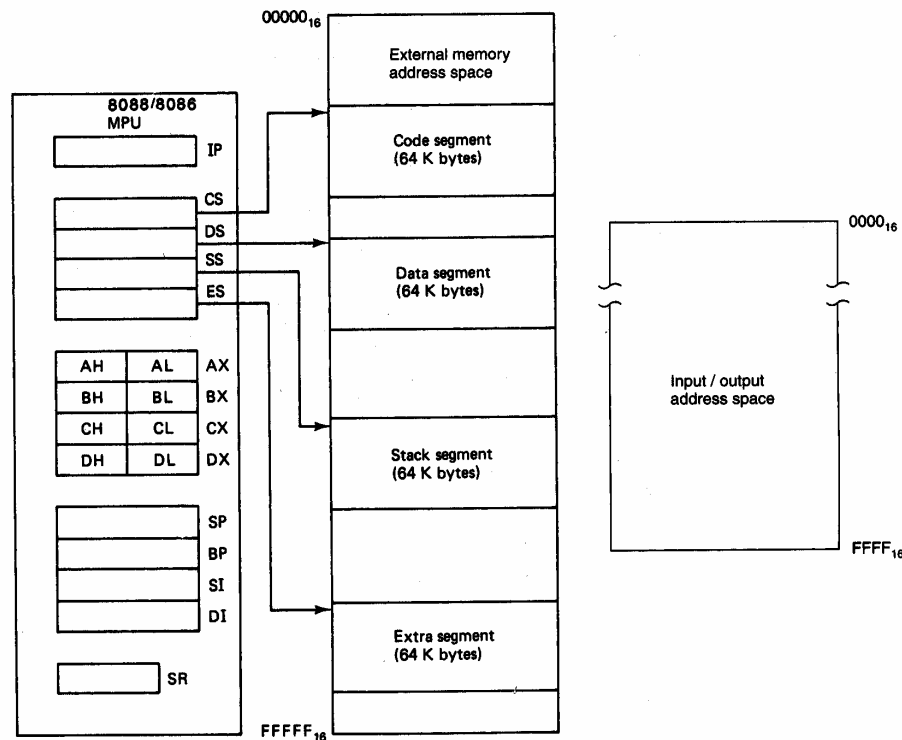 8088/8086
MPU
IP
CS
DS
SS
ES
AH AL AX
BH BL BX
CH CL CX
DH DL DX
SP
BP
SI
DI
SR
00000₁₆
External memory
address space
Code segment
(64 K bytes)
Data segment
(64 K bytes)
Stack segment
(64 K bytes)
Extra segment
(64 K bytes)
FFFFF₁₆
0000₁₆
Input / output
address space
FFFF₁₆